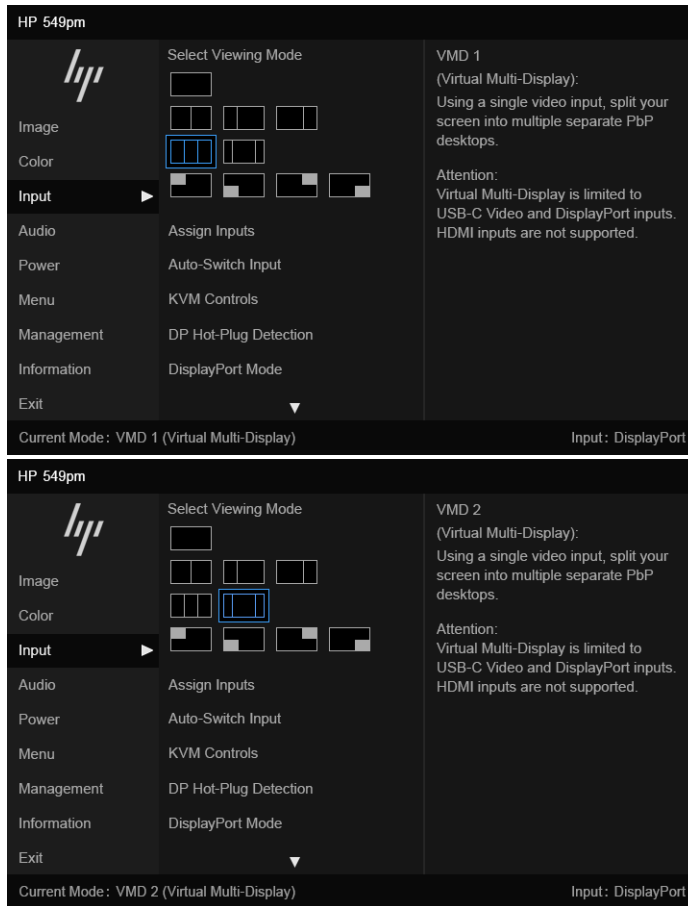 HP 549pm
hp
Select Viewing Mode
Image
Color
Input
Audio
Power
Menu
Management
Information
Exit
Assign Inputs
Auto-Switch Input
KVM Controls
DP Hot-Plug Detection
DisplayPort Mode
VMD 1
(Virtual Multi-Display):
Using a single video input, split your
screen into multiple separate PbP
desktops.
Attention:
Virtual Multi-Display is limited to
USB-C Video and DisplayPort inputs.
HDMI inputs are not supported.
Current Mode: VMD 1 (Virtual Multi-Display)
Input: DisplayPort
HP 549pm
hp
Select Viewing Mode
Image
Color
Input
Audio
Power
Menu
Management
Information
Exit
Assign Inputs
Auto-Switch Input
KVM Controls
DP Hot-Plug Detection
DisplayPort Mode
VMD 2
(Virtual Multi-Display):
Using a single video input, split your
screen into multiple separate PbP
desktops.
Attention:
Virtual Multi-Display is limited to
USB-C Video and DisplayPort inputs.
HDMI inputs are not supported.
Current Mode: VMD 2 (Virtual Multi-Display)
Input: DisplayPort